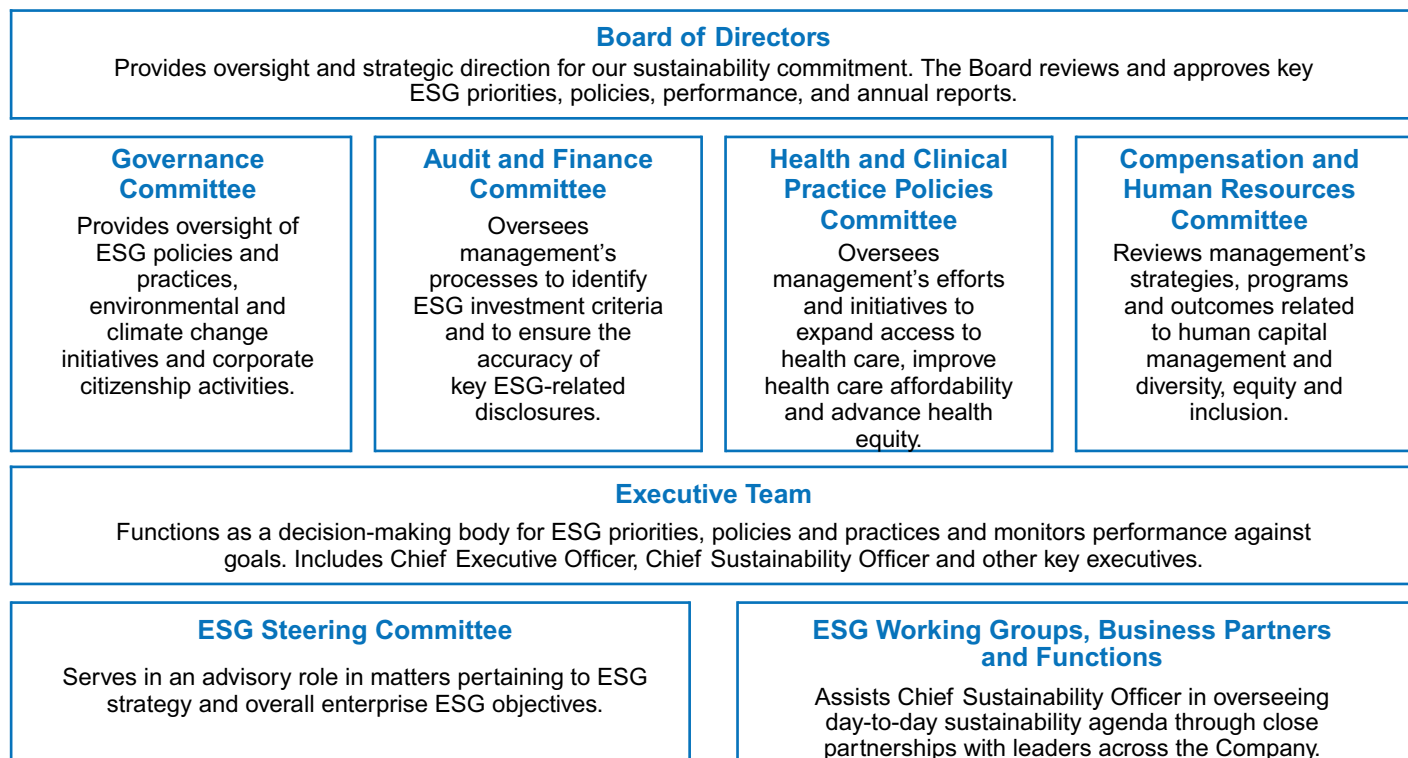 Board of Directors
Provides oversight and strategic direction for our sustainability commitment. The Board reviews and approves key
ESG priorities, policies, performance, and annual reports.
Governance
Committee
Provides oversight of
ESG policies and
practices,
environmental and
climate change
initiatives and corporate
citizenship activities.
Audit and Finance
Committee
Oversees
management’s
processes to identify
ESG investment criteria
and to ensure the
accuracy of
key ESG-related
disclosures.
Health and Clinical
Practice Policies
Committee
Oversees
management’s efforts
and initiatives to
expand access to
health care, improve
health care affordability
and advance health
equity.
Compensation and
Human Resources
Committee
Reviews management’s
strategies, programs
and outcomes related
to human capital
management and
diversity, equity and
inclusion.
Executive Team
Functions as a decision-making body for ESG priorities, policies and practices and monitors performance against
goals. Includes Chief Executive Officer, Chief Sustainability Officer and other key executives.
ESG Steering Committee
Serves in an advisory role in matters pertaining to ESG
strategy and overall enterprise ESG objectives.
ESG Working Groups, Business Partners
and Functions
Assists Chief Sustainability Officer in overseeing
day-to-day sustainability agenda through close
partnerships with leaders across the Company.